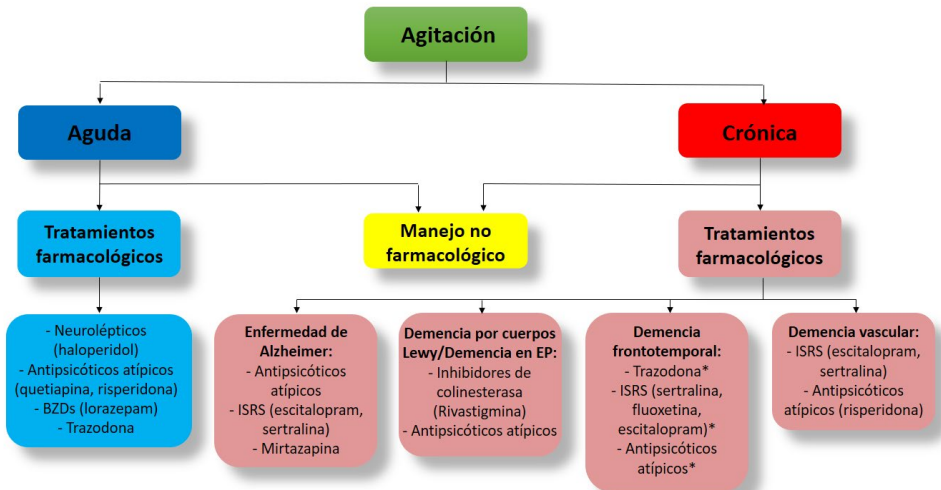 Agitación
Aguda
Crónica
Tratamientos
farmacológicos
Manejo no
farmacológico
Tratamientos
farmacológicos
- Neurolépticos
(haloperidol)
- Antipsicóticos atípicos
(quetiapina, risperidona)
- BZDs (lorazepam)
- Trazodona
Enfermedad de
Alzheimer:
- Antipsicóticos
atípicos
- ISRS (escitalopram,
sertralina)
- Mirtazapina
Demencia por cuerpos
Lewy/Demencia en EP:
- Inhibidores de
colinesterasa
(Rivastigmina)
- Antipsicóticos atípicos
Demencia
frontotemporal:
- Trazodona*
- ISRS (sertralina,
fluoxetina,
escitalopram)*
- Antipsicóticos
atípicos*
Demencia vascular:
- ISRS (escitalopram,
sertralina)
- Antipsicóticos
atípicos (risperidona)